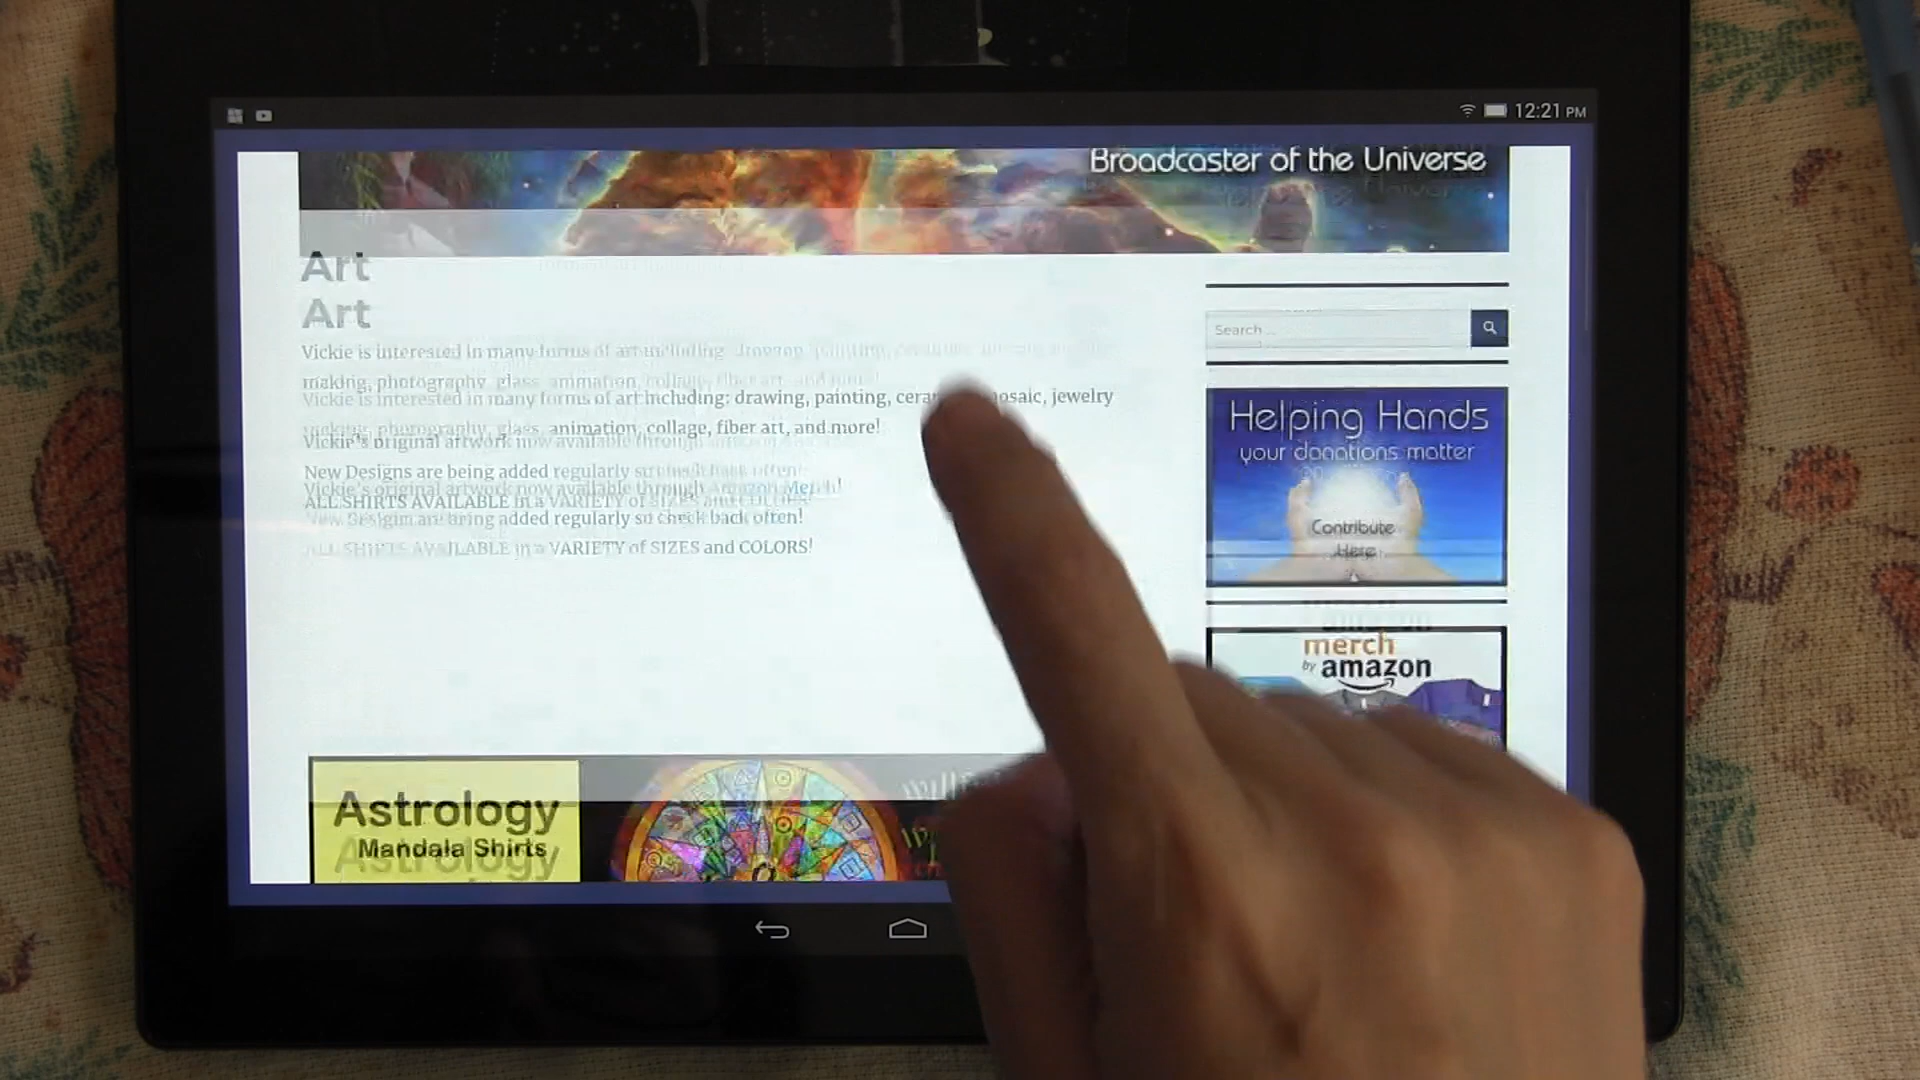 12:21 PM
Broadcaster of the Universe
Art
Art
Search ...
Vickie is interested in many forms of art including: drawing, painting,
making, photography, glass, animation, collage, fiber art, and more!
Vickie is interested in many forms of art including: drawing, painting, mosaic, jewelry
photography, glass, animation, collage, fiber art, and more!
Vickie's original artwork now available through
New Designs are being added regularly so check back often!
Vickie's original artwork now available through Amazon Merch!
ALL SHIRTS AVAILABLE in a VARIETY of SIZES and COLORS!
New Designs are being added regularly so check back often!
ALL SHIRTS AVAILABLE in a VARIETY of SIZES and COLORS!
Helping Hands
your donations matter
Contribute
Here
merch
by amazon
Astrology
Mandala Shirts
Astrology